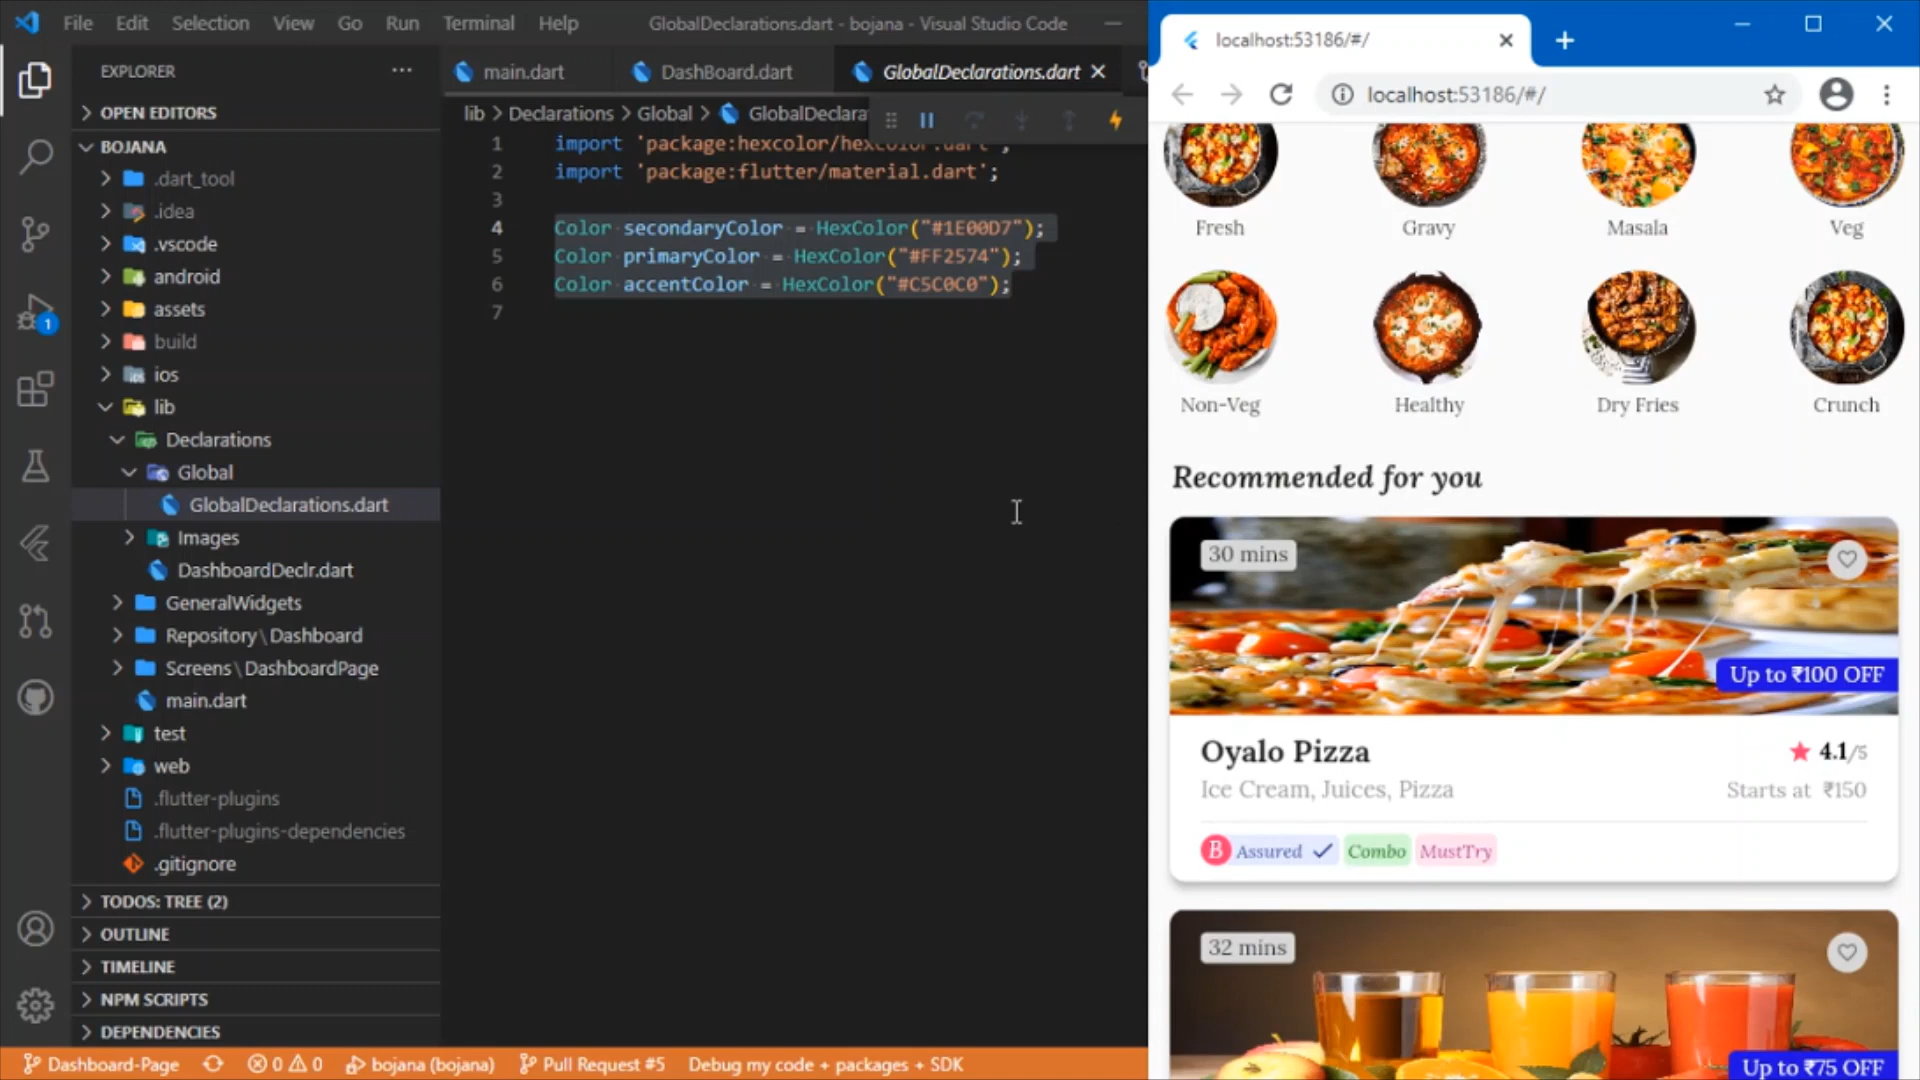 File Edit Selection View Go Run Terminal Help
GlobalDeclarations.dart - bojana - Visual Studio Code
EXPLORER
OPEN EDITORS
BOJANA
.dart_tool
.idea
.vscode
android
assets
build
ios
lib
Declarations
Global
GlobalDeclarations.dart
Images
DashboardDeclr.dart
GeneralWidgets
Repository\Dashboard
Screens\DashboardPage
main.dart
test
web
.flutter-plugins
.flutter-plugins-dependencies
.gitignore
TODOS: TREE (2)
OUTLINE
TIMELINE
NPM SCRIPTS
DEPENDENCIES
1
main.dart DashBoard.dart GlobalDeclarations.dart
lib > Declarations > Global > GlobalDeclara
1 import 'package:hexcolor/hexcolor.dart';
2 import 'package:flutter/material.dart';
3
4 Color secondaryColor = HexColor("#1E00D7");
5 Color primaryColor = HexColor("#FF2574");
6 Color accentColor = HexColor("#C5C0C0");
7
Dashboard-Page 0 0 bojana (bojana) Pull Request #5 Debug my code + packages + SDK
localhost:53186/#/
localhost:53186/#/
Fresh Gravy Masala Veg
Non-Veg Healthy Dry Fries Crunch
Recommended for you
30 mins
Up to ₹100 OFF
Oyalo Pizza 4.1/5
Ice Cream, Juices, Pizza Starts at ₹150
B Assured Combo MustTry
32 mins
Up to ₹75 OFF